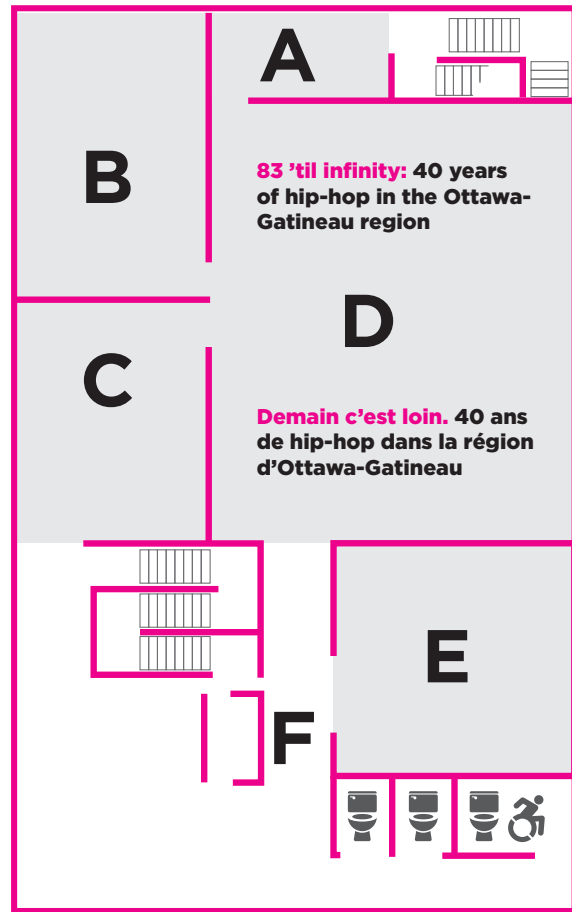 A
B
83 ’til infinity: 40 years
of hip-hop in the Ottawa-
Gatineau region
D
C
Demain c’est loin. 40 ans
de hip-hop dans la région
d’Ottawa-Gatineau
E
F